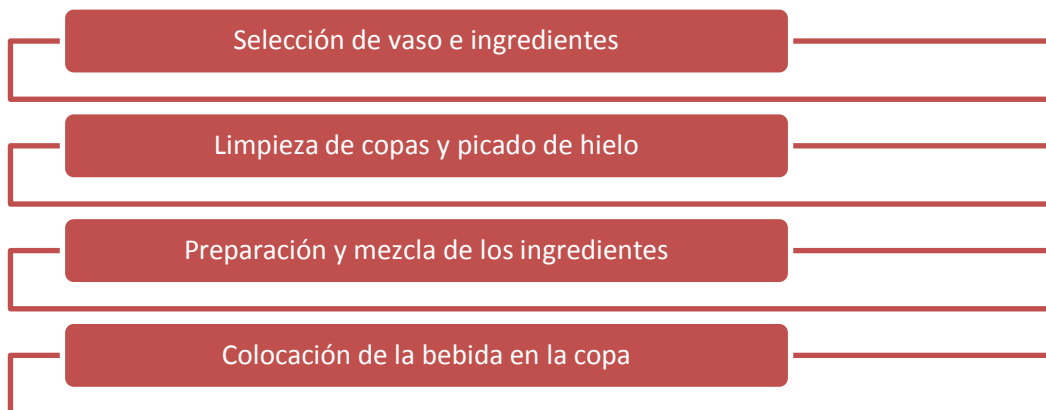 Selección de vaso e ingredientes
Limpieza de copas y picado de hielo
Preparación y mezcla de los ingredientes
Colocación de la bebida en la copa